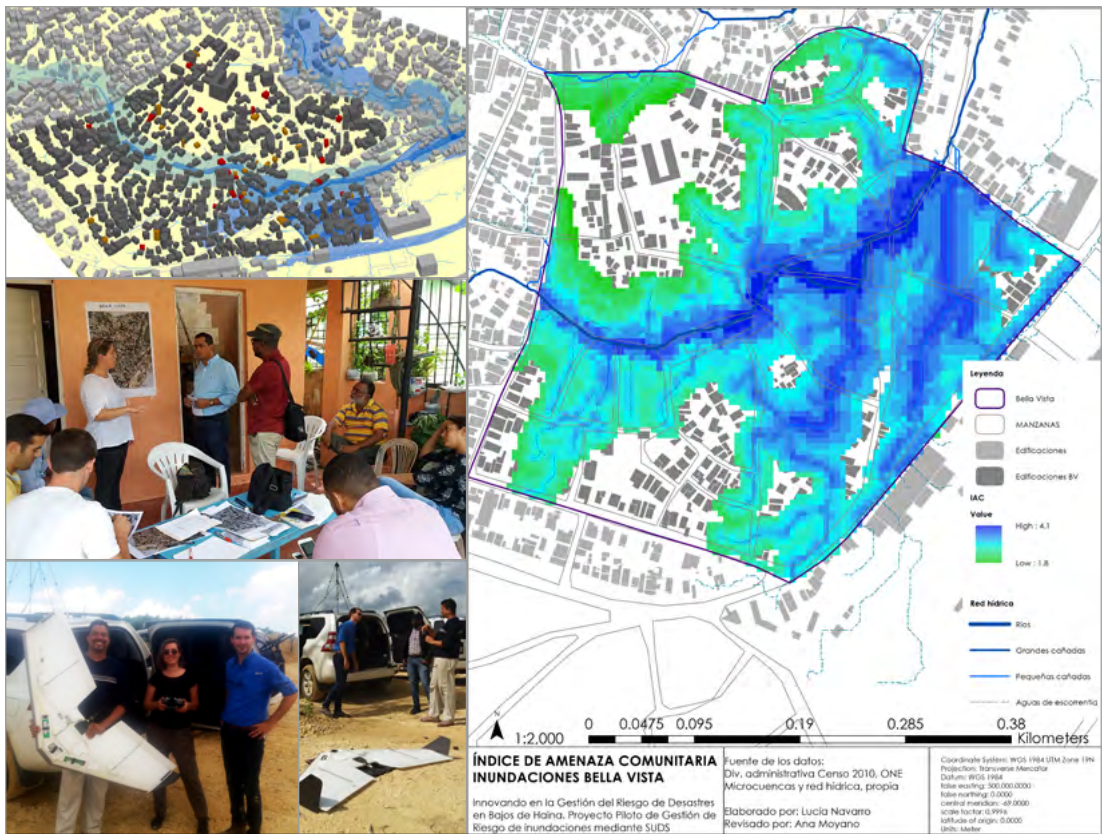 Leyenda
Bella Vista
MANZANAS
Edificaciones
Edificaciones BV
IAC
Value
High : 4.1
Low : 1.8
Red hídrica
Ríos
Grandes cañadas
Pequeñas cañadas
Aguas de escorrentía
1:2,000
0 0.0475 0.095 0.19 0.285 0.38
Kilometers
ÍNDICE DE AMENAZA COMUNITARIA
INUNDACIONES BELLA VISTA
Innovando en la Gestión del Riesgo de Desastres
en Bajos de Haina. Proyecto Piloto de Gestión de
Riesgo de inundaciones mediante SUDS
Fuente de los datos:
Div. administrativa Censo 2010, ONE
Microcuencas y red hídrica, propia
Elaborado por: Lucía Navarro
Revisado por: Ana Moyano
Coordinate System: WGS 1984 UTM Zone 19N
Projection: Transverse Mercator
Datum: WGS 1984
false easting: 500,000.0000
false northing: 0.0000
central meridian: -69.0000
scale factor: 0.9996
latitude of origin: 0.0000
Units: Meter